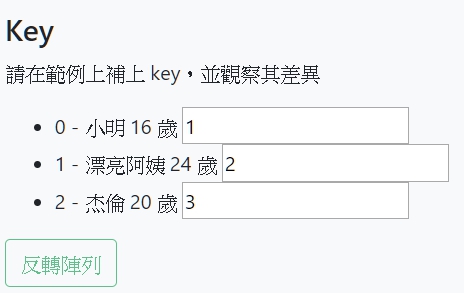 Key
請在範例上補上 key，並觀察其差異
0 - 小明 16 歲 1
1 - 漂亮阿姨 24 歲 2
2 - 杰倫 20 歲 3
反轉陣列